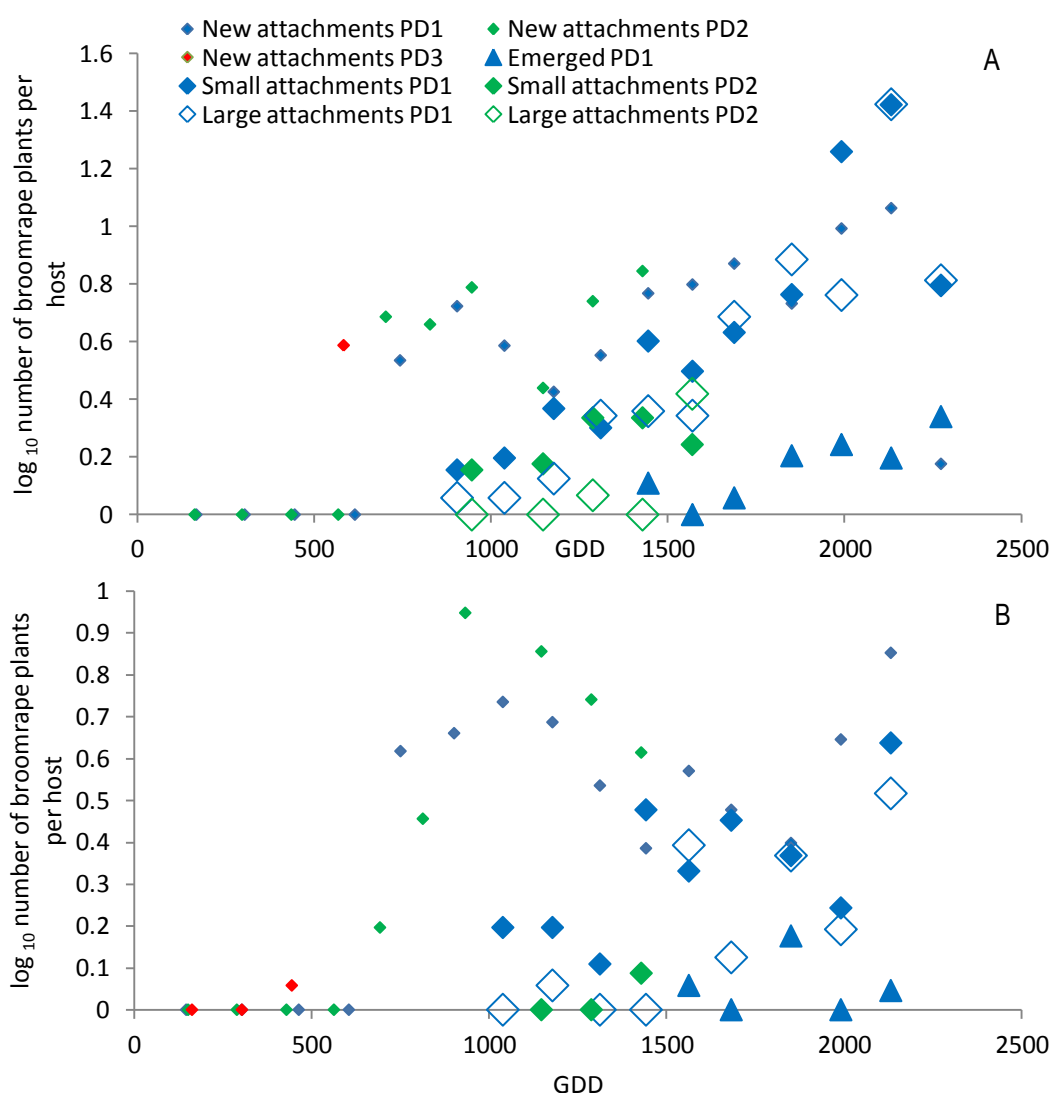 New attachments PD1 New attachments PD2
New attachments PD3 Emerged PD1
Small attachments PD1 Small attachments PD2
Large attachments PD1 Large attachments PD2
A
log 10 number of broomrape plants per
host
1.6
1.4
1.2
1
0.8
0.6
0.4
0.2
0
0 500 1000 1500 2000 2500
GDD
B
log 10 number of broomrape plants
per host
1
0.9
0.8
0.7
0.6
0.5
0.4
0.3
0.2
0.1
0
0 500 1000 1500 2000 2500
GDD